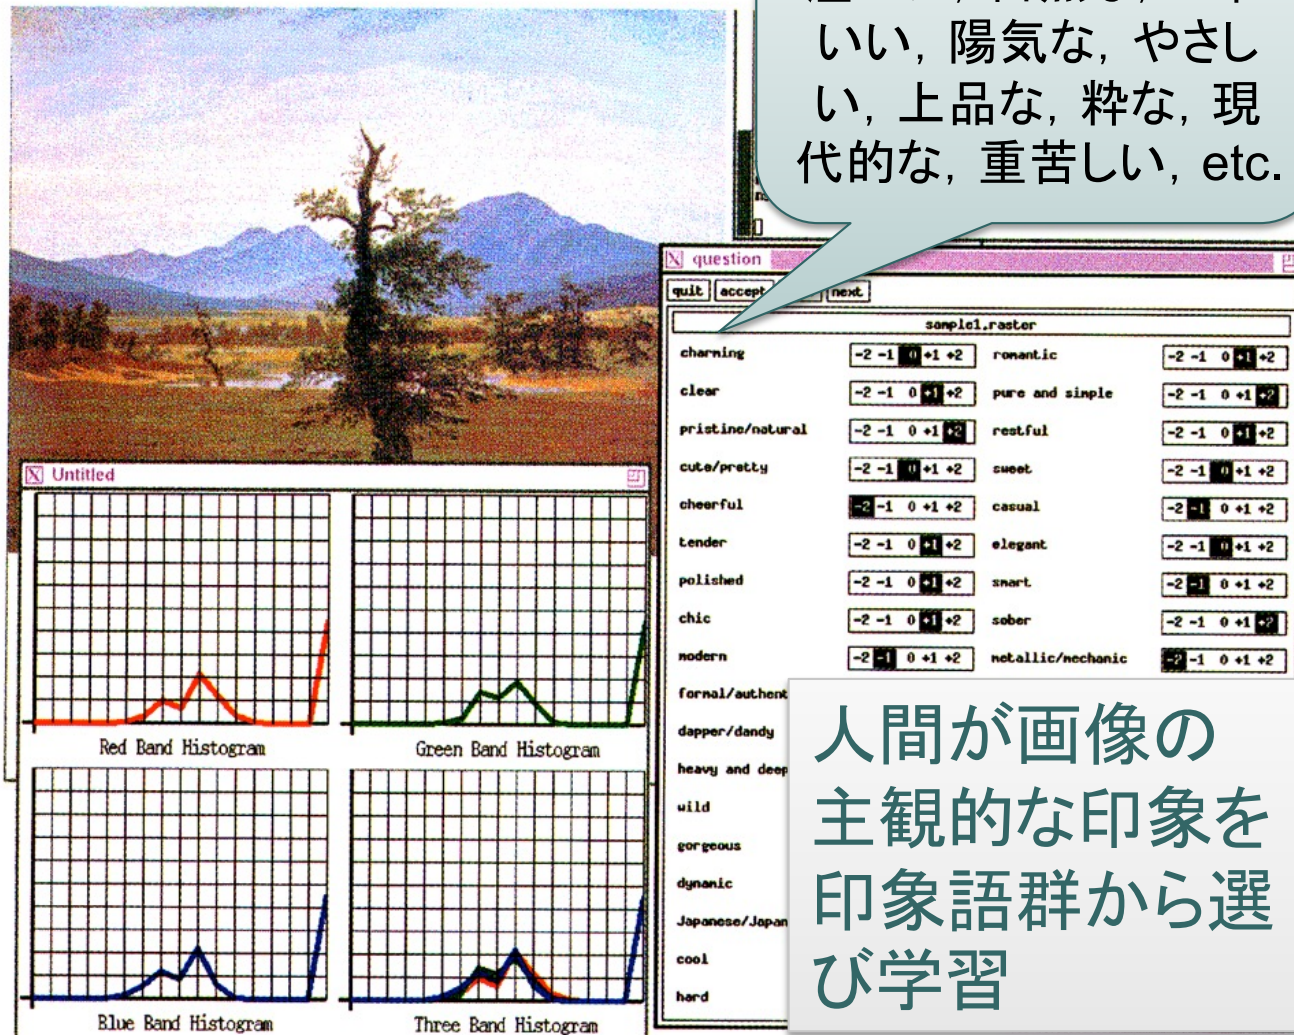 いい, 陽気な, やさし
い, 上品な, 粋な, 現
代的な, 重苦しい, etc.
question
quit accept next
sample1.raster
charming -2 -1 0 +1 +2 romantic -2 -1 0 +1 +2
clear -2 -1 0 +1 +2 pure and simple -2 -1 0 +1 +2
pristine/natural -2 -1 0 +1 +2 restful -2 -1 0 +1 +2
cute/pretty -2 -1 0 +1 +2 sweet -2 -1 0 +1 +2
cheerful -2 -1 0 +1 +2 casual -2 -1 0 +1 +2
tender -2 -1 0 +1 +2 elegant -2 -1 0 +1 +2
polished -2 -1 0 +1 +2 smart -2 -1 0 +1 +2
chic -2 -1 0 +1 +2 sober -2 -1 0 +1 +2
modern -2 -1 0 +1 +2 metallic/mechanic -2 -1 0 +1 +2
formal/authent
dapper/dandy
heavy and deep
wild
gorgeous
dynamic
Japanese/Japan
cool
hard
人間が画像の
主観的な印象を
印象語群から選
び学習
Untitled
Red Band Histogram
Green Band Histogram
Blue Band Histogram
Three Band Histogram